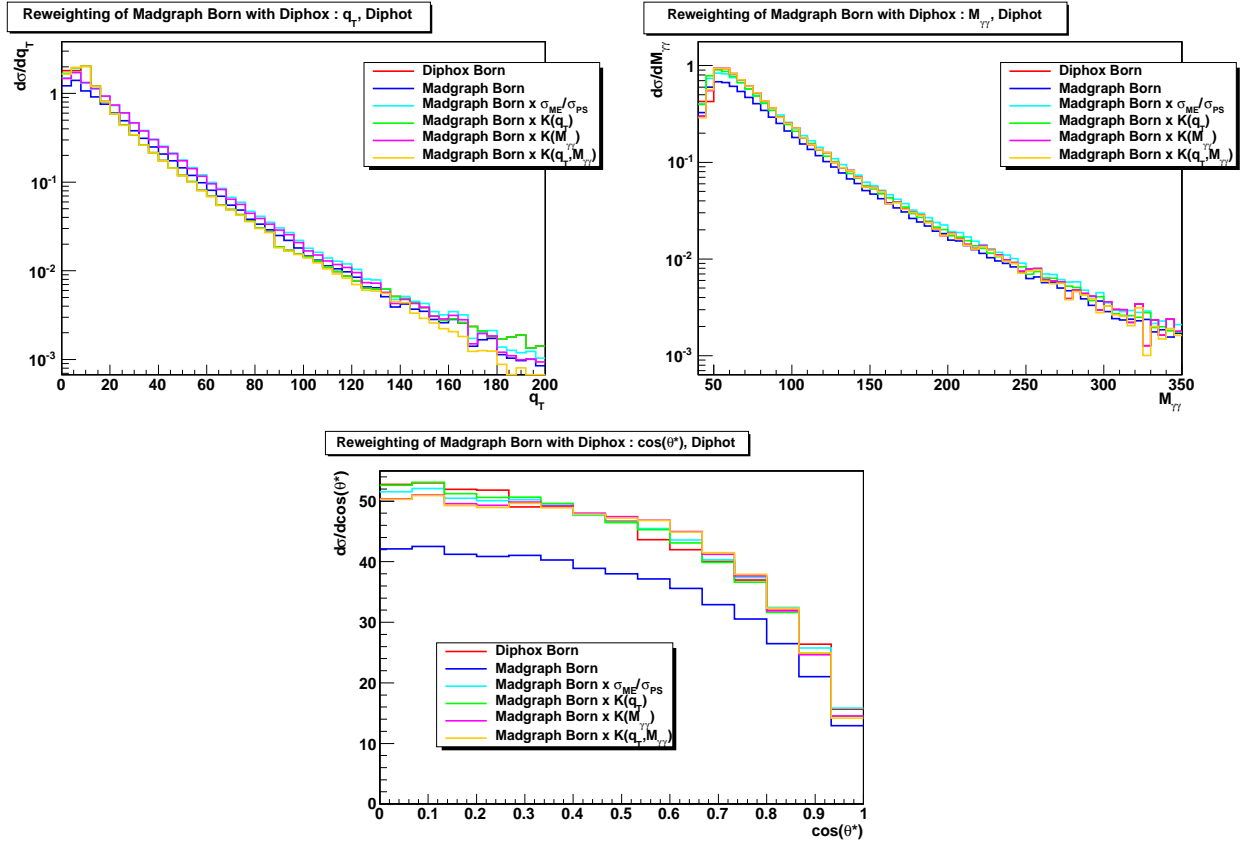 Reweighting of Madgraph Born with Diphox : q_T, Diphot
dσ/dq_T
Diphox Born
Madgraph Born
Madgraph Born x σ_ME/σ_PS
Madgraph Born x K(q_T)
Madgraph Born x K(M_γγ)
Madgraph Born x K(q_T,M_γγ)
1
10^-1
10^-2
10^-3
0 20 40 60 80 100 120 140 160 180 200
q_T
Reweighting of Madgraph Born with Diphox : M_γγ, Diphot
dσ/dM_γγ
Diphox Born
Madgraph Born
Madgraph Born x σ_ME/σ_PS
Madgraph Born x K(q_T)
Madgraph Born x K(M_γγ)
Madgraph Born x K(q_T,M_γγ)
1
10^-1
10^-2
10^-3
50 100 150 200 250 300 350
M_γγ
Reweighting of Madgraph Born with Diphox : cos(θ*), Diphot
dσ/dcos(θ*)
50
40
30
20
10
0
Diphox Born
Madgraph Born
Madgraph Born x σ_ME/σ_PS
Madgraph Born x K(q_T)
Madgraph Born x K(M_γγ)
Madgraph Born x K(q_T,M_γγ)
0 0.1 0.2 0.3 0.4 0.5 0.6 0.7 0.8 0.9 1
cos(θ*)